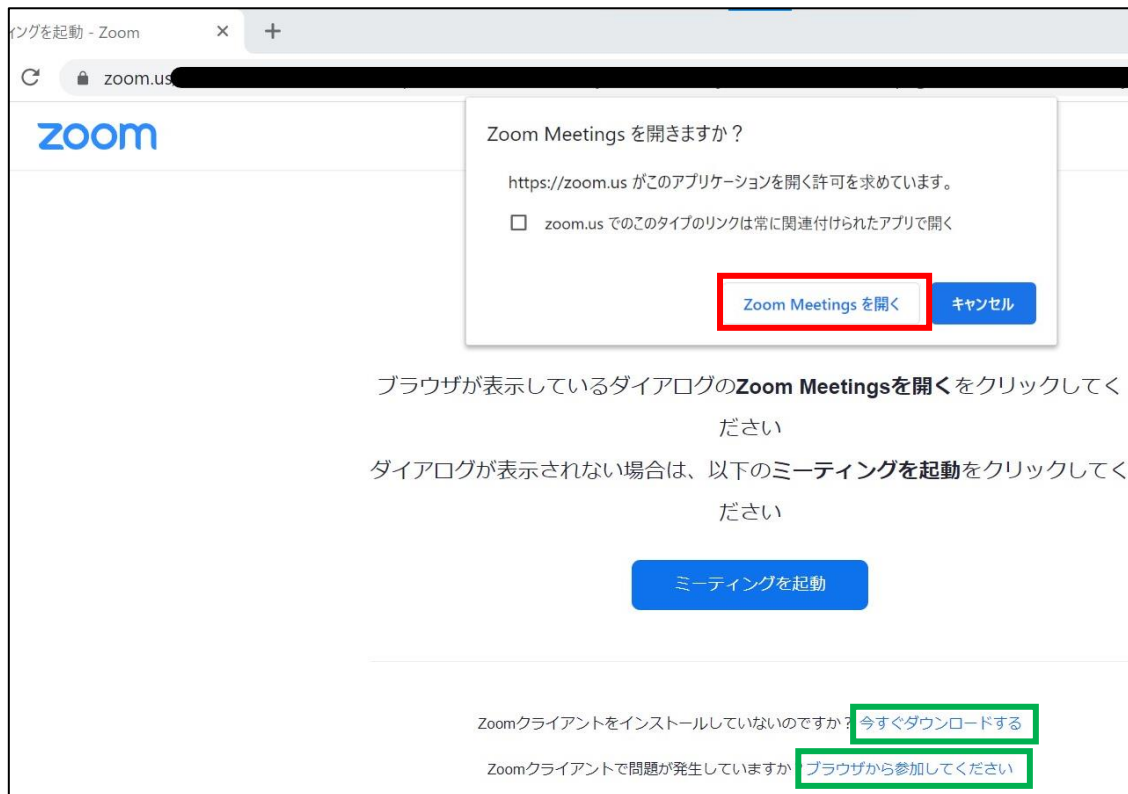 ィングを起動 - Zoom
zoom.us
zoom
Zoom Meetings を開きますか？
https://zoom.us がこのアプリケーションを開く許可を求めています。
zoom.us でのこのタイプのリンクは常に関連付けられたアプリで開く
Zoom Meetings を開く
キャンセル
ブラウザが表示しているダイアログのZoom Meetingsを開くをクリックしてく
ださい
ダイアログが表示されない場合は、以下のミーティングを起動をクリックしてく
ださい
ミーティングを起動
Zoomクライアントをインストールしていないのですか？今すぐダウンロードする
Zoomクライアントで問題が発生していますか？ブラウザから参加してください